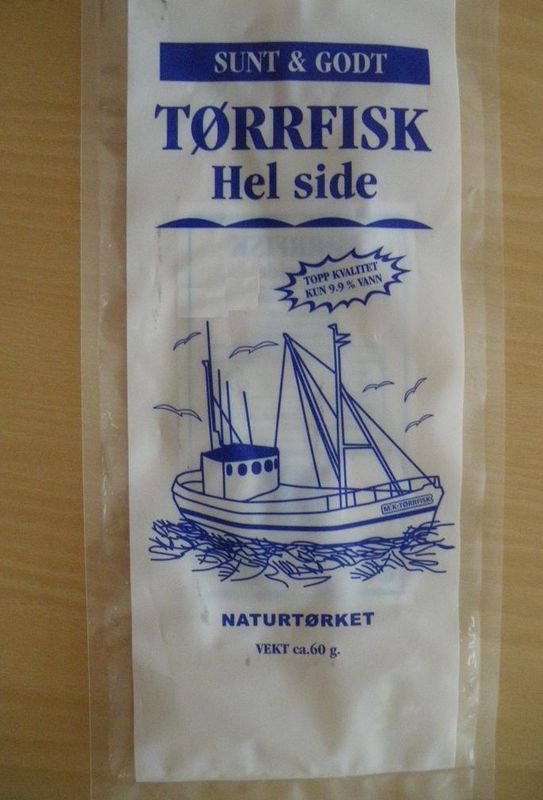 SUNT & GODT
TØRRFISK
Hel side
TOPP KVALITET
KUN 9.9 % VANN
M.K-TØRRFISK
NATURTØRKET
VEKT ca.60 g.